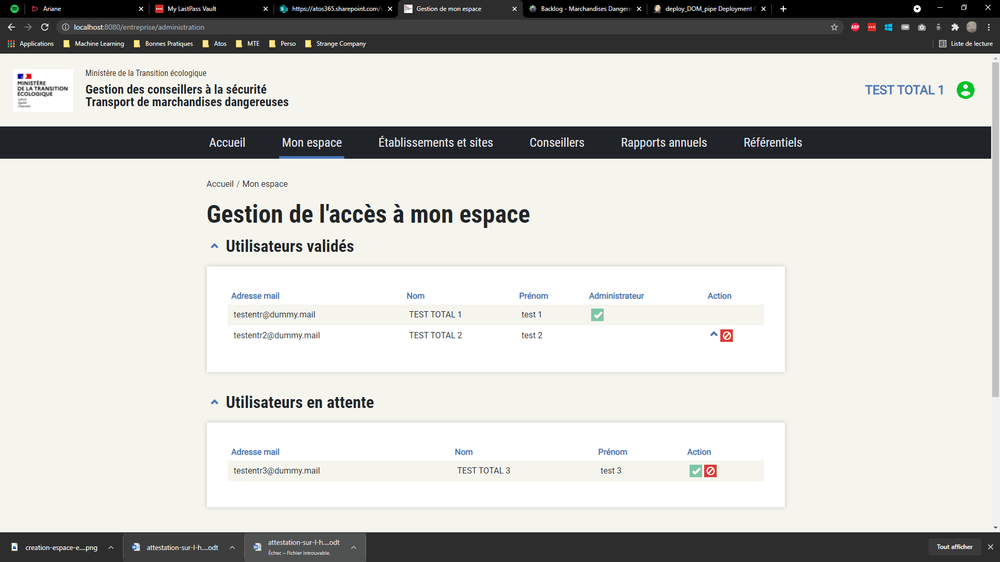 Ariane
My LastPass Vault
https://atos365.sharepoint.com/s
Gestion de mon espace
Backlog - Marchandises Dangere
deploy_DOM_pipe Deployment
localhost:8080/entreprise/administration
ABP
Applications
Machine Learning
Bonnes Pratiques
Atos
MTE
Perso
Strange Company
Liste de lecture
MINISTÈRE
DE LA TRANSITION
ÉCOLOGIQUE
Liberté
Égalité
Fraternité
Ministère de la Transition écologique
Gestion des conseillers à la sécurité
Transport de marchandises dangereuses
TEST TOTAL 1
Accueil
Mon espace
Établissements et sites
Conseillers
Rapports annuels
Référentiels
Accueil / Mon espace
Gestion de l'accès à mon espace
Utilisateurs validés
Adresse mail Nom Prénom Administrateur Action
testentr@dummy.mail TEST TOTAL 1 test 1
testentr2@dummy.mail TEST TOTAL 2 test 2
Utilisateurs en attente
Adresse mail Nom Prénom Action
testentr3@dummy.mail TEST TOTAL 3 test 3
creation-espace-e....png
attestation-sur-l-h....odt
attestation-sur-l-h....odt
Échec – Fichier introuvable.
Tout afficher